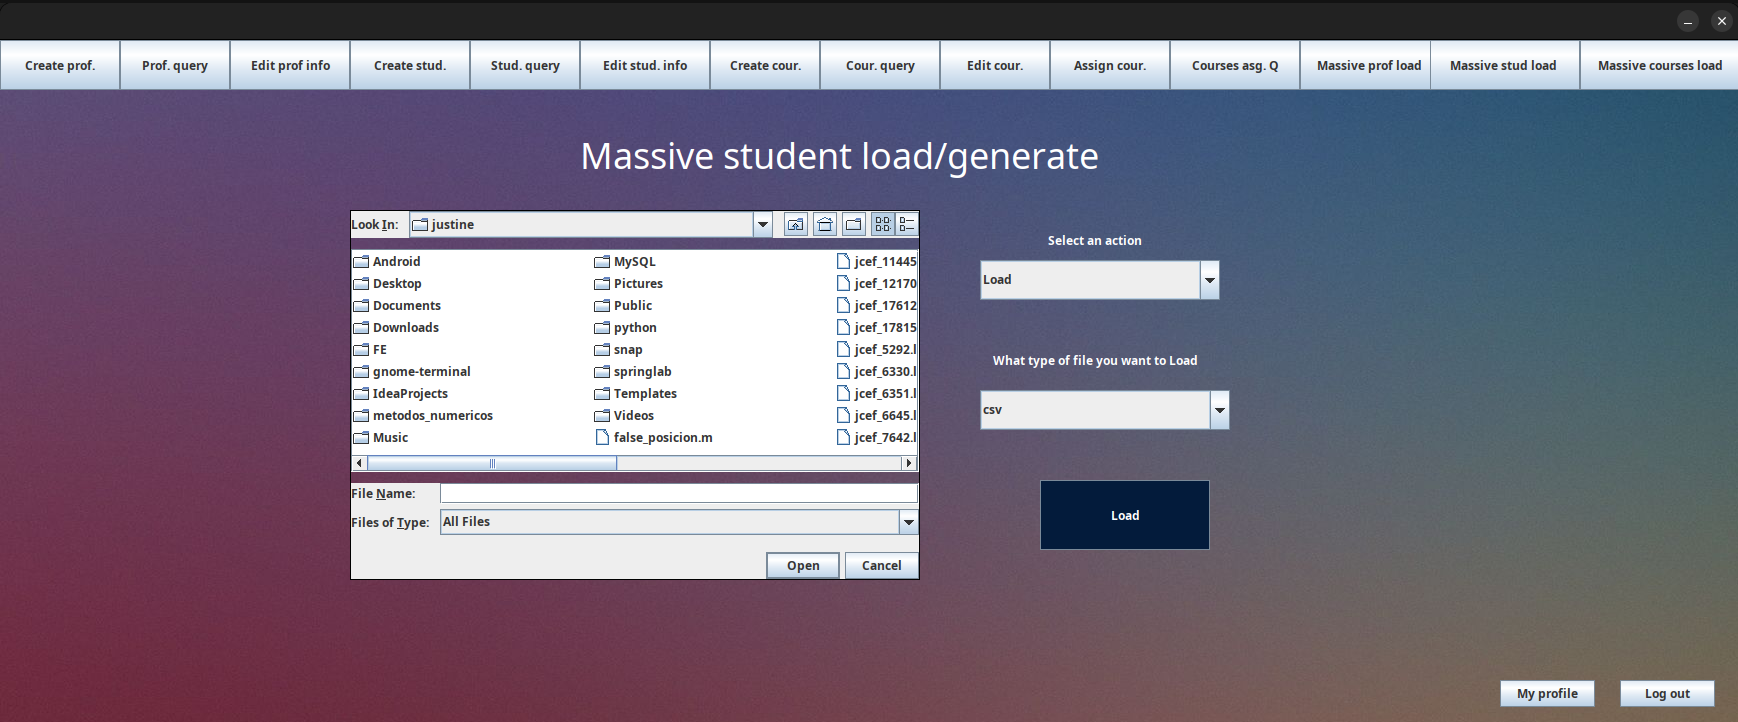 Create prof. Prof. query Edit prof info Create stud. Stud. query Edit stud. info Create cour. Cour. query Edit cour. Assign cour. Courses asg. Q Massive prof load Massive stud load Massive courses load
Massive student load/generate
Look In: justine
Android MySQL jcef_11445
Desktop Pictures jcef_12170
Documents Public jcef_17612
Downloads python jcef_17815
FE snap jcef_5292.l
gnome-terminal springlab jcef_6330.l
IdeaProjects Templates jcef_6351.l
metodos_numericos Videos jcef_6645.l
Music false_posicion.m jcef_7642.l
File Name:
Files of Type: All Files
Open Cancel
Select an action
Load
What type of file you want to Load
csv
Load
My profile Log out